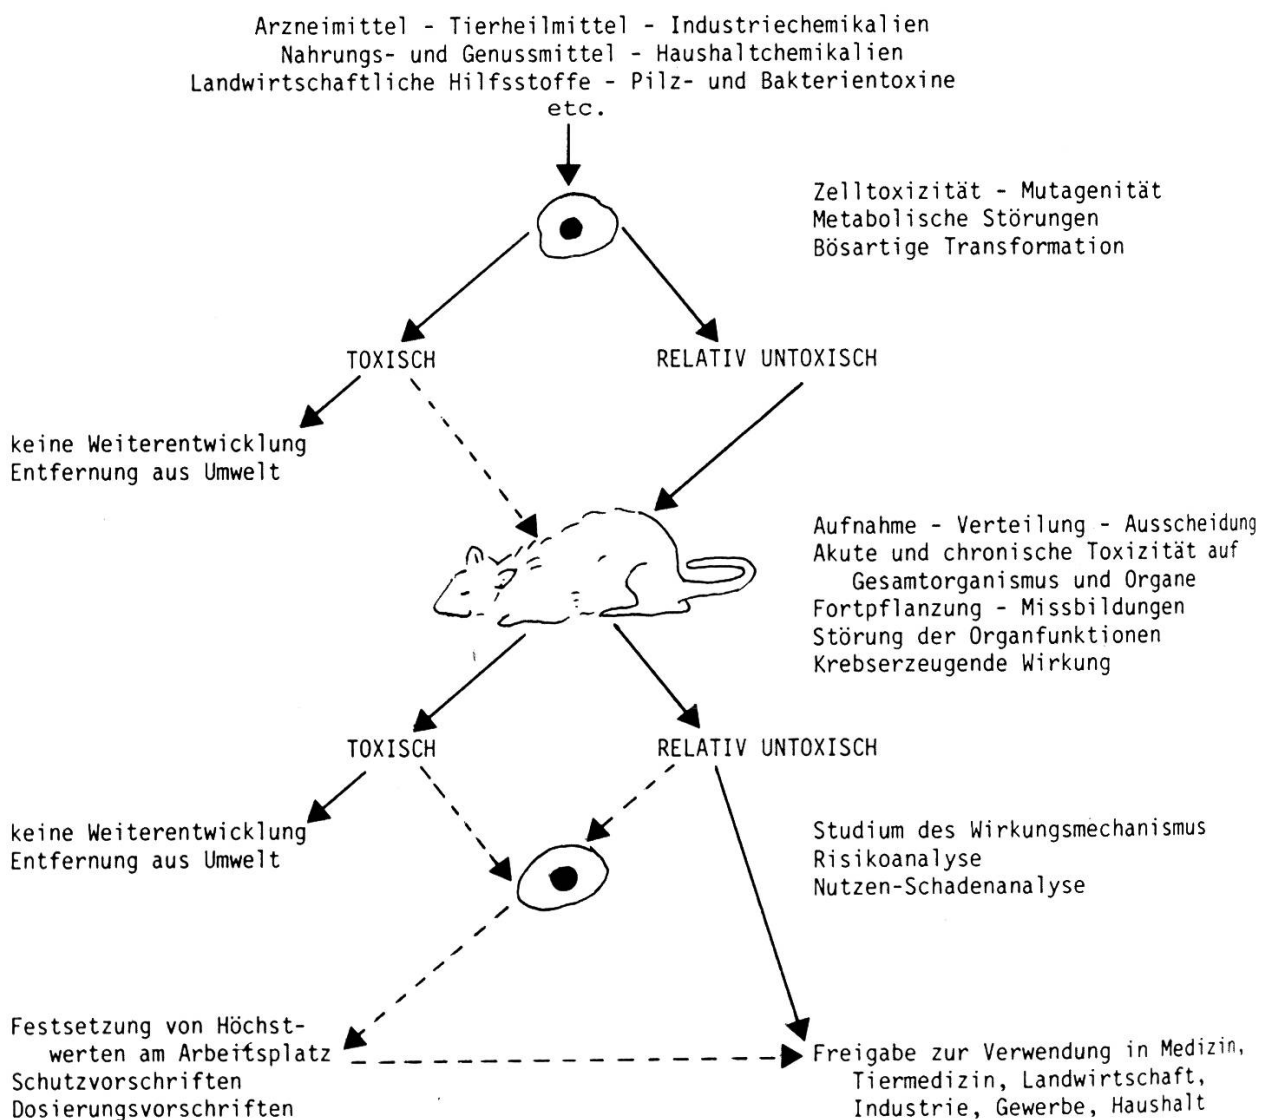 Arzneimittel - Tierheilmittel - Industriechemikalien
Nahrungs- und Genussmittel - Haushaltchemikalien
Landwirtschaftliche Hilfsstoffe - Pilz- und Bakterientoxine
etc.
Zelltoxizität - Mutagenität
Metabolische Störungen
Bösartige Transformation
TOXISCH
RELATIV UNTOXISCH
keine Weiterentwicklung
Entfernung aus Umwelt
Aufnahme - Verteilung - Ausscheidung
Akute und chronische Toxizität auf
Gesamtorganismus und Organe
Fortpflanzung - Missbildungen
Störung der Organfunktionen
Krebserzeugende Wirkung
TOXISCH
RELATIV UNTOXISCH
keine Weiterentwicklung
Entfernung aus Umwelt
Studium des Wirkungsmechanismus
Risikoanalyse
Nutzen-Schadenanalyse
Festsetzung von Höchst-
werten am Arbeitsplatz
Schutzvorschriften
Dosierungsvorschriften
Freigabe zur Verwendung in Medizin,
Tiermedizin, Landwirtschaft,
Industrie, Gewerbe, Haushalt